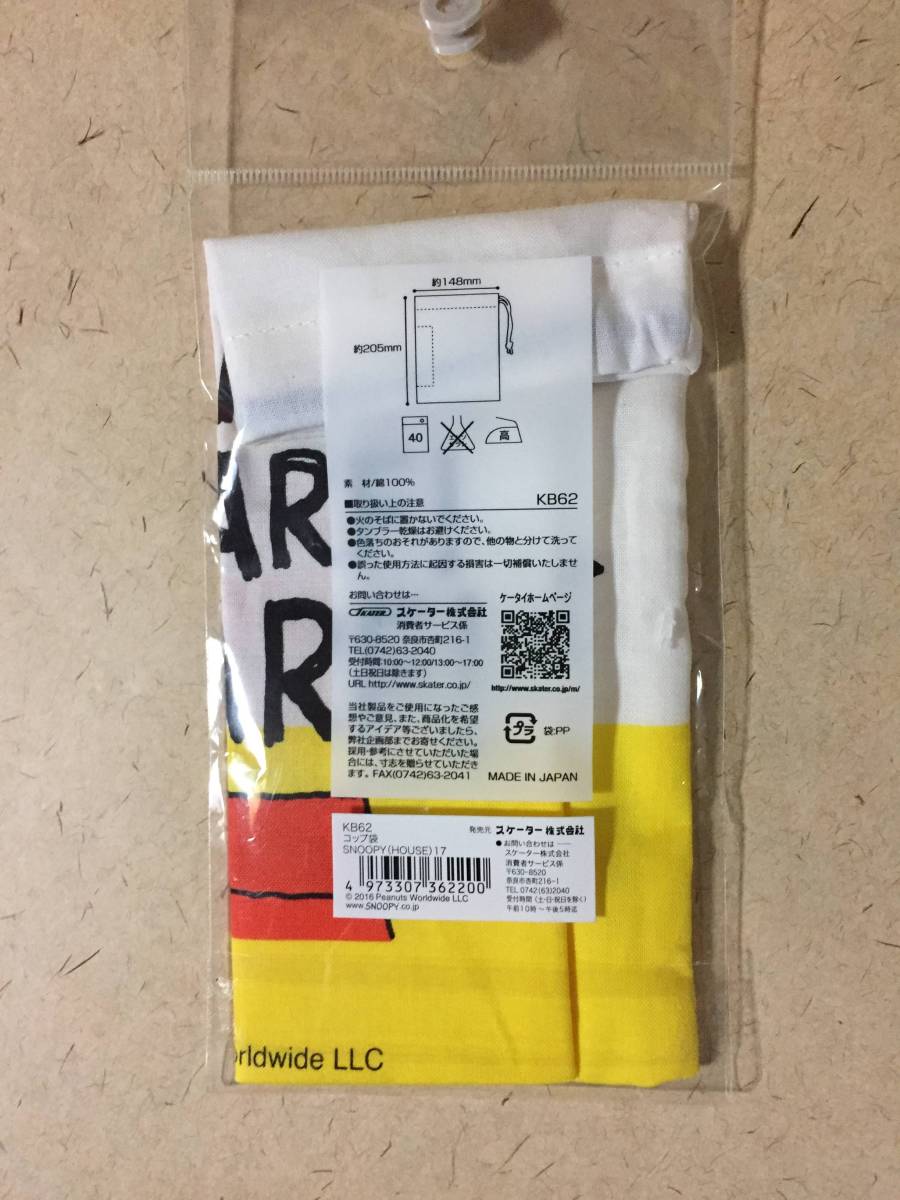 約148mm
約205mm
40
エンソ
サラシ
高
素 材/綿100%
■取り扱い上の注意 KB62
●火のそばに置かないでください。
●タンブラー乾燥はお避けください。
●色落ちのおそれがありますので、他の物と分けて洗って
ください。
●誤った使用方法に起因する損害は一切補償いたしませ
ん。
お問い合わせは…
SKATER スケーター株式会社
消費者サービス係
〒630-8520 奈良市杏町216-1
TEL(0742)63-2040
受付時間:10:00〜12:00/13:00〜17:00
(土日祝日は除きます)
URL http://www.skater.co.jp/
ケータイホームページ
http://www.skater.co.jp/m/
当社製品をご使用になったご感
想やご意見、また、商品化を希望
するアイデア等ございましたら、
弊社企画部までお寄せください。
採用・参考にさせていただいた場
合には、寸志を贈らせていただき
ます。FAX(0742)63-2041
プラ 袋:PP
MADE IN JAPAN
AR
AR
KB62
コップ袋
SNOOPY(HOUSE)17
4 973307 362200
© 2016 Peanuts Worldwide LLC
www.SNOOPY.co.jp
発売元 スケーター株式会社
●お問い合わせは ——
スケーター株式会社
消費者サービス係
〒630-8520
奈良市杏町216-1
TEL.0742(63)2040
受付時間 (土・日・祝日を除く)
午前10時〜午後5時迄
orldwide LLC